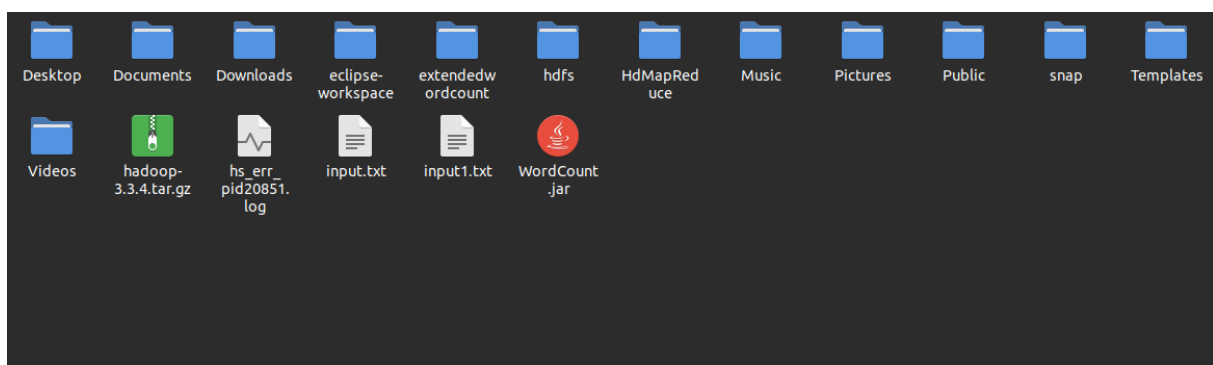 Desktop
Documents
Downloads
eclipse-
workspace
extendedw
ordcount
hdfs
HdMapRed
uce
Music
Pictures
Public
snap
Templates
Videos
hadoop-
3.3.4.tar.gz
hs_err_
pid20851.
log
input.txt
input1.txt
WordCount
.jar